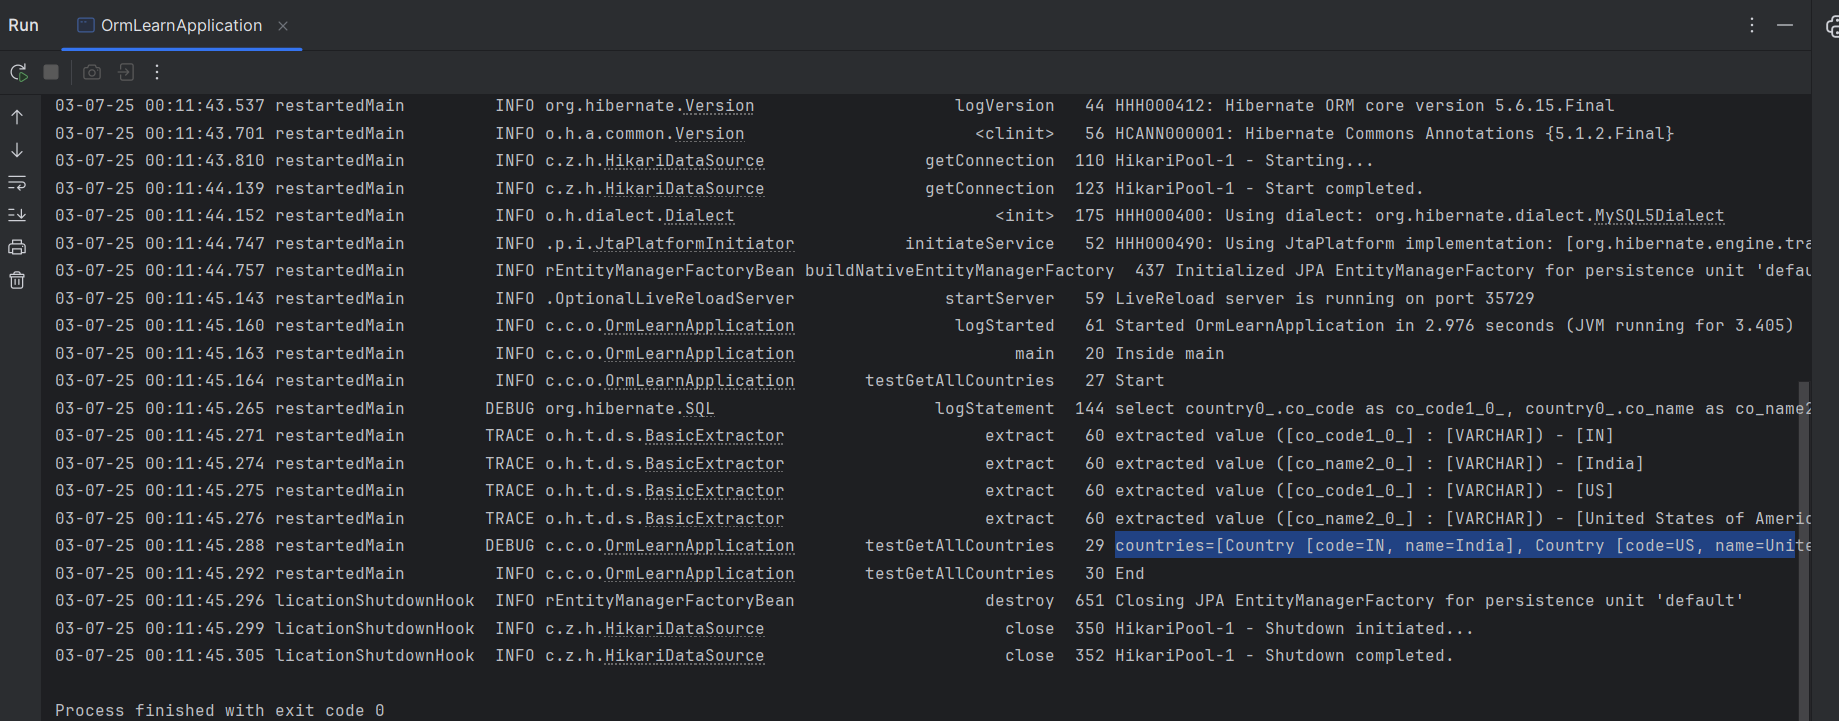 Run OrmLearnApplication
03-07-25 00:11:43.537 restartedMain INFO org.hibernate.Version logVersion 44 HHH000412: Hibernate ORM core version 5.6.15.Final
03-07-25 00:11:43.701 restartedMain INFO o.h.a.common.Version <clinit> 56 HCANN000001: Hibernate Commons Annotations {5.1.2.Final}
03-07-25 00:11:43.810 restartedMain INFO c.z.h.HikariDataSource getConnection 110 HikariPool-1 - Starting...
03-07-25 00:11:44.139 restartedMain INFO c.z.h.HikariDataSource getConnection 123 HikariPool-1 - Start completed.
03-07-25 00:11:44.152 restartedMain INFO o.h.dialect.Dialect <init> 175 HHH000400: Using dialect: org.hibernate.dialect.MySQL5Dialect
03-07-25 00:11:44.747 restartedMain INFO .p.i.JtaPlatformInitiator initiateService 52 HHH000490: Using JtaPlatform implementation: [org.hibernate.engine.tra
03-07-25 00:11:44.757 restartedMain INFO rEntityManagerFactoryBean buildNativeEntityManagerFactory 437 Initialized JPA EntityManagerFactory for persistence unit 'defau
03-07-25 00:11:45.143 restartedMain INFO .OptionalLiveReloadServer startServer 59 LiveReload server is running on port 35729
03-07-25 00:11:45.160 restartedMain INFO c.c.o.OrmLearnApplication logStarted 61 Started OrmLearnApplication in 2.976 seconds (JVM running for 3.405)
03-07-25 00:11:45.163 restartedMain INFO c.c.o.OrmLearnApplication main 20 Inside main
03-07-25 00:11:45.164 restartedMain INFO c.c.o.OrmLearnApplication testGetAllCountries 27 Start
03-07-25 00:11:45.265 restartedMain DEBUG org.hibernate.SQL logStatement 144 select country0_.co_code as co_code1_0_, country0_.co_name as co_name2
03-07-25 00:11:45.271 restartedMain TRACE o.h.t.d.s.BasicExtractor extract 60 extracted value ([co_code1_0_] : [VARCHAR]) - [IN]
03-07-25 00:11:45.274 restartedMain TRACE o.h.t.d.s.BasicExtractor extract 60 extracted value ([co_name2_0_] : [VARCHAR]) - [India]
03-07-25 00:11:45.275 restartedMain TRACE o.h.t.d.s.BasicExtractor extract 60 extracted value ([co_code1_0_] : [VARCHAR]) - [US]
03-07-25 00:11:45.276 restartedMain TRACE o.h.t.d.s.BasicExtractor extract 60 extracted value ([co_name2_0_] : [VARCHAR]) - [United States of Americ
03-07-25 00:11:45.288 restartedMain DEBUG c.c.o.OrmLearnApplication testGetAllCountries 29 countries=[Country [code=IN, name=India], Country [code=US, name=Unite
03-07-25 00:11:45.292 restartedMain INFO c.c.o.OrmLearnApplication testGetAllCountries 30 End
03-07-25 00:11:45.296 licationShutdownHook INFO rEntityManagerFactoryBean destroy 651 Closing JPA EntityManagerFactory for persistence unit 'default'
03-07-25 00:11:45.299 licationShutdownHook INFO c.z.h.HikariDataSource close 350 HikariPool-1 - Shutdown initiated...
03-07-25 00:11:45.305 licationShutdownHook INFO c.z.h.HikariDataSource close 352 HikariPool-1 - Shutdown completed.
Process finished with exit code 0